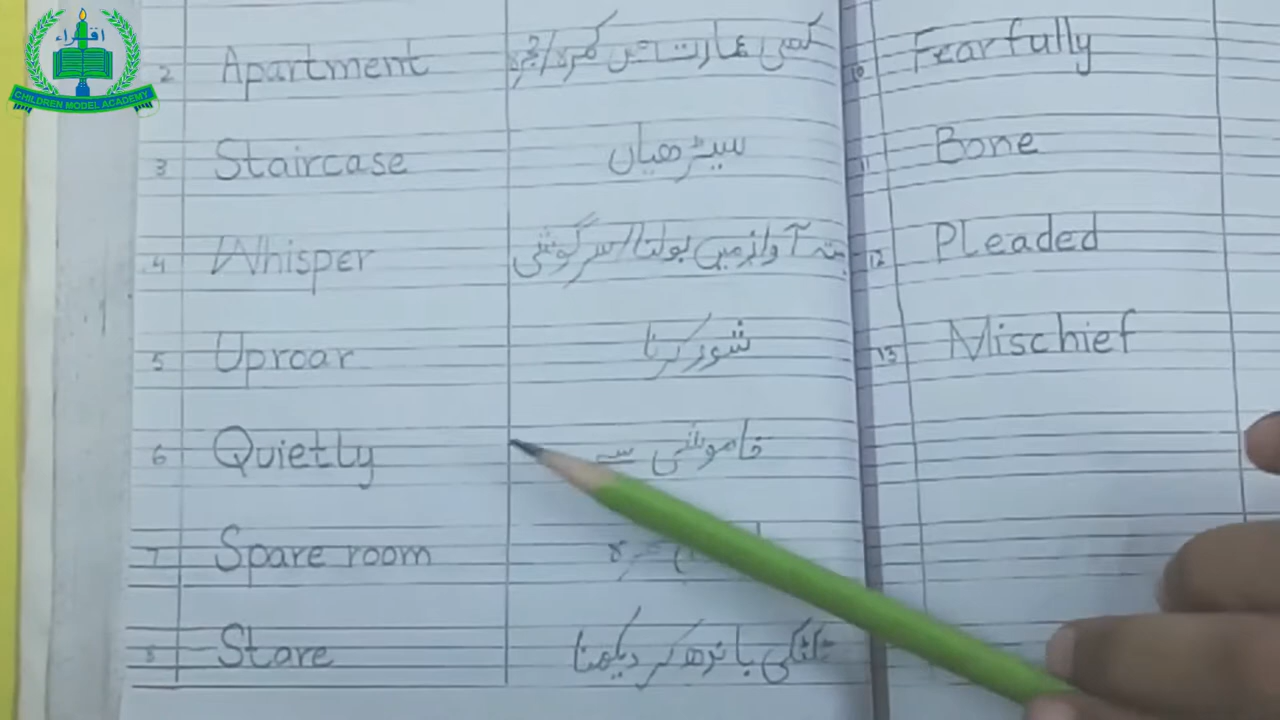 اقراء
CHILDREN MODEL ACADEMY
2 Apartment کسی عمارت میں کمرہ/حجرہ
3 Staircase سیڑھیاں
4 Whisper آواز میں بولنا/سرگوشی
5 Uproar شور کرنا
6 Quietly خاموشی سے
7 Spare room
8 Stare ٹکٹکی باندھ کر دیکھنا
10 Fearfully
11 Bone
12 Pleaded
13 Mischief